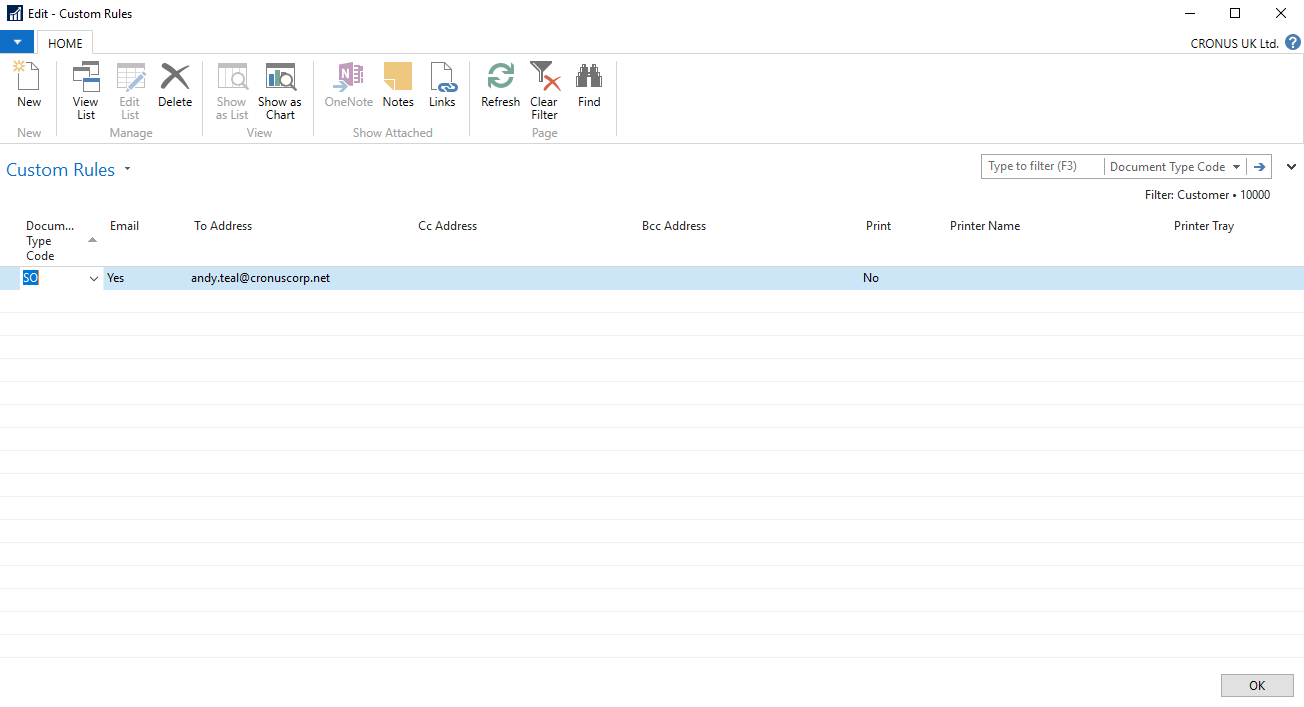 Edit - Custom Rules
HOME
CRONUS UK Ltd. ?
New
View
List
Edit
List
Delete
Show
as List
Show as
Chart
OneNote
Notes
Links
Refresh
Clear
Filter
Find
New
Manage
View
Show Attached
Page
Custom Rules
Type to filter (F3)
Document Type Code
Filter: Customer • 10000
Docum...
Type
Code
Email
To Address
Cc Address
Bcc Address
Print
Printer Name
Printer Tray
SO
Yes
andy.teal@cronuscorp.net
No
OK